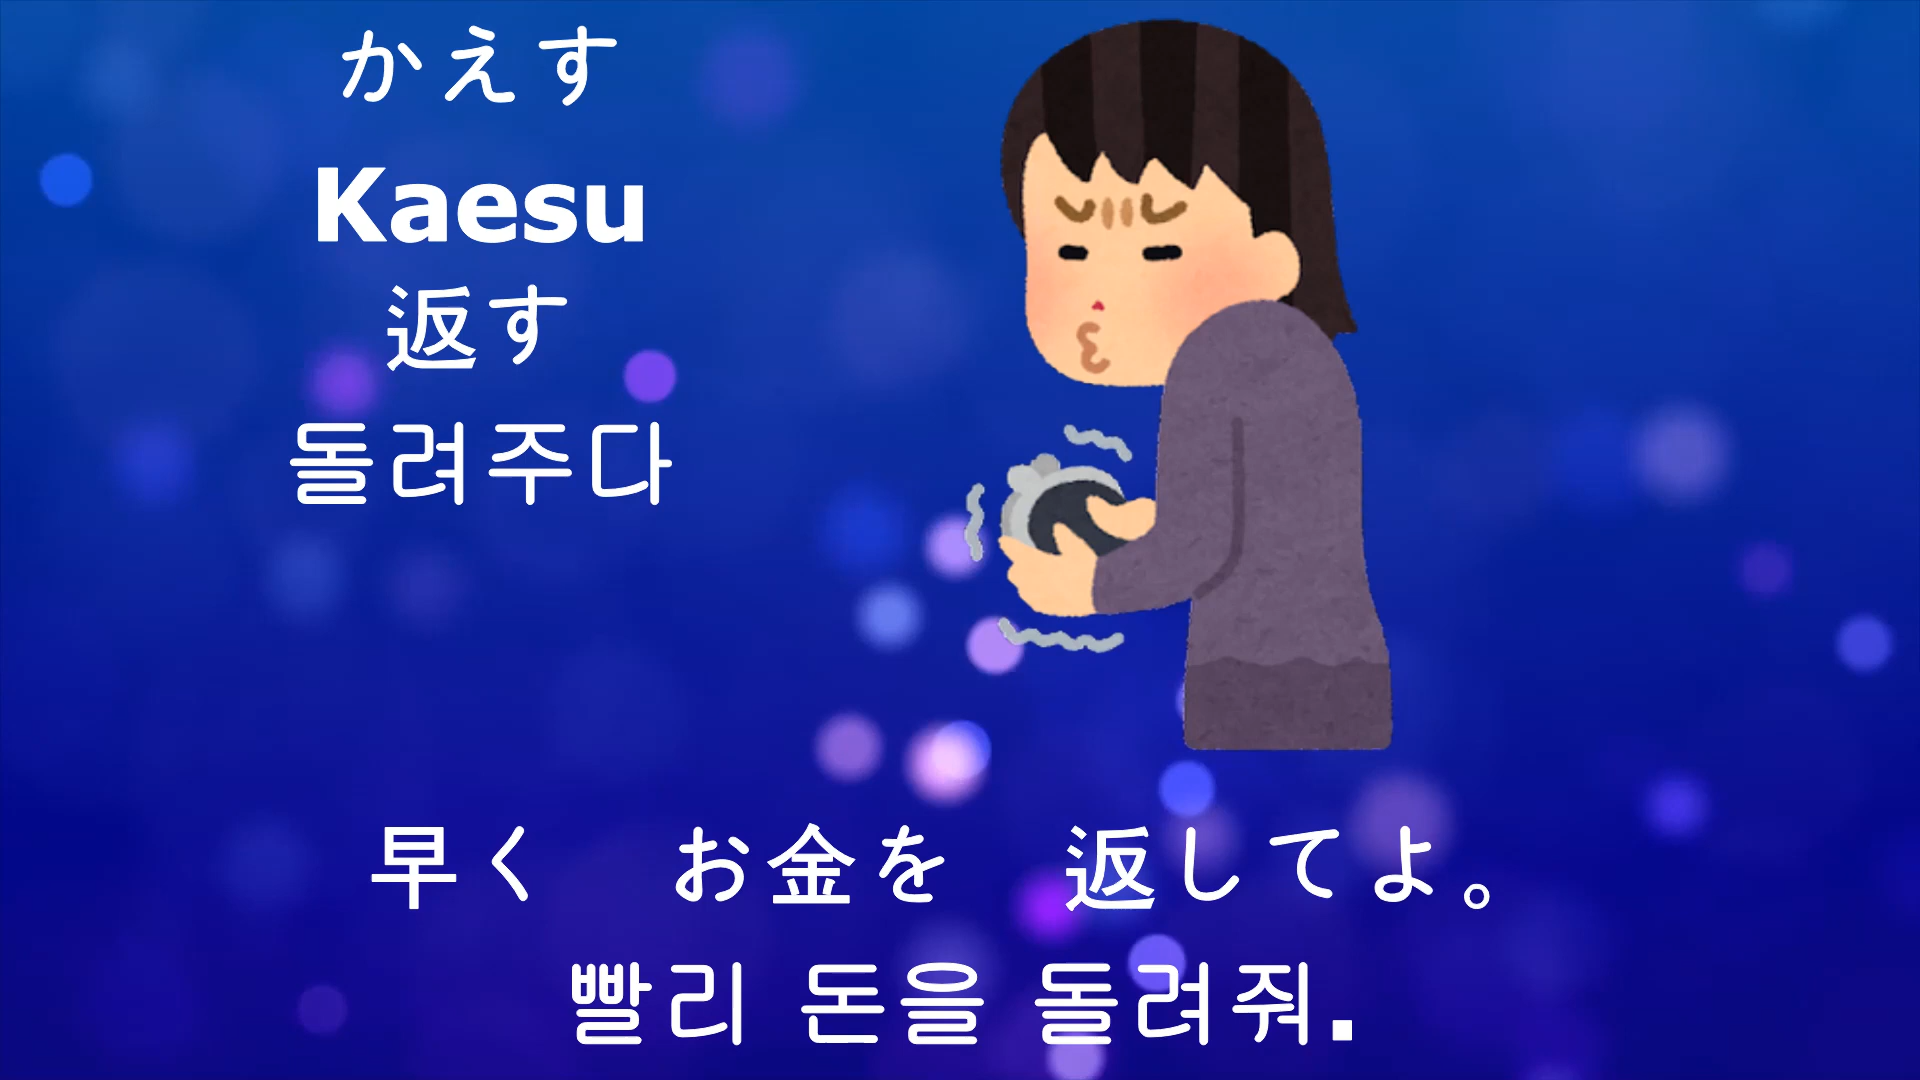 かえす
Kaesu
返す
돌려주다
早く　お金を　返してよ。
빨리 돈을 돌려줘.